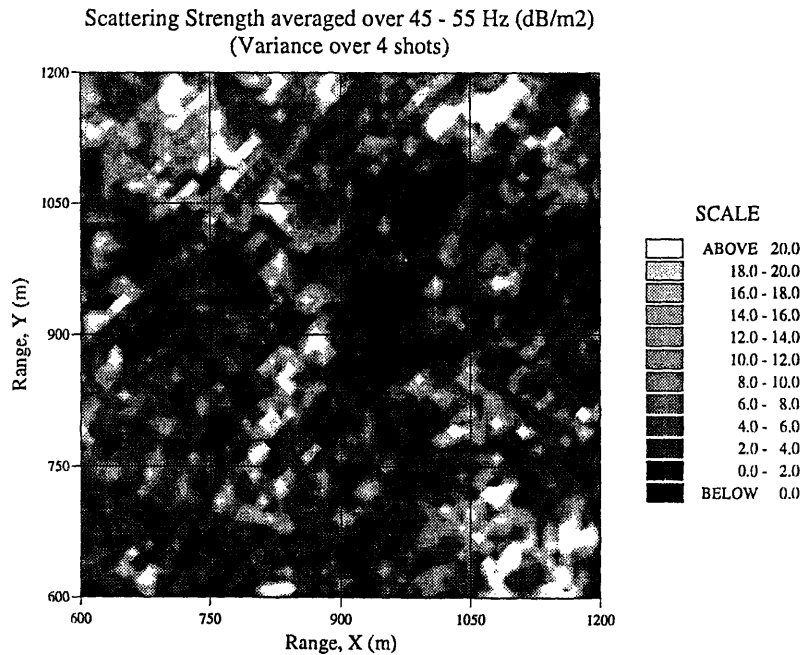 Scattering Strength averaged over 45 - 55 Hz (dB/m2)
(Variance over 4 shots)
1200
1050
900
750
600
Range, Y (m)
600 750 900 1050 1200
Range, X (m)
SCALE
ABOVE 20.0
18.0 - 20.0
16.0 - 18.0
14.0 - 16.0
12.0 - 14.0
10.0 - 12.0
8.0 - 10.0
6.0 - 8.0
4.0 - 6.0
2.0 - 4.0
0.0 - 2.0
BELOW 0.0